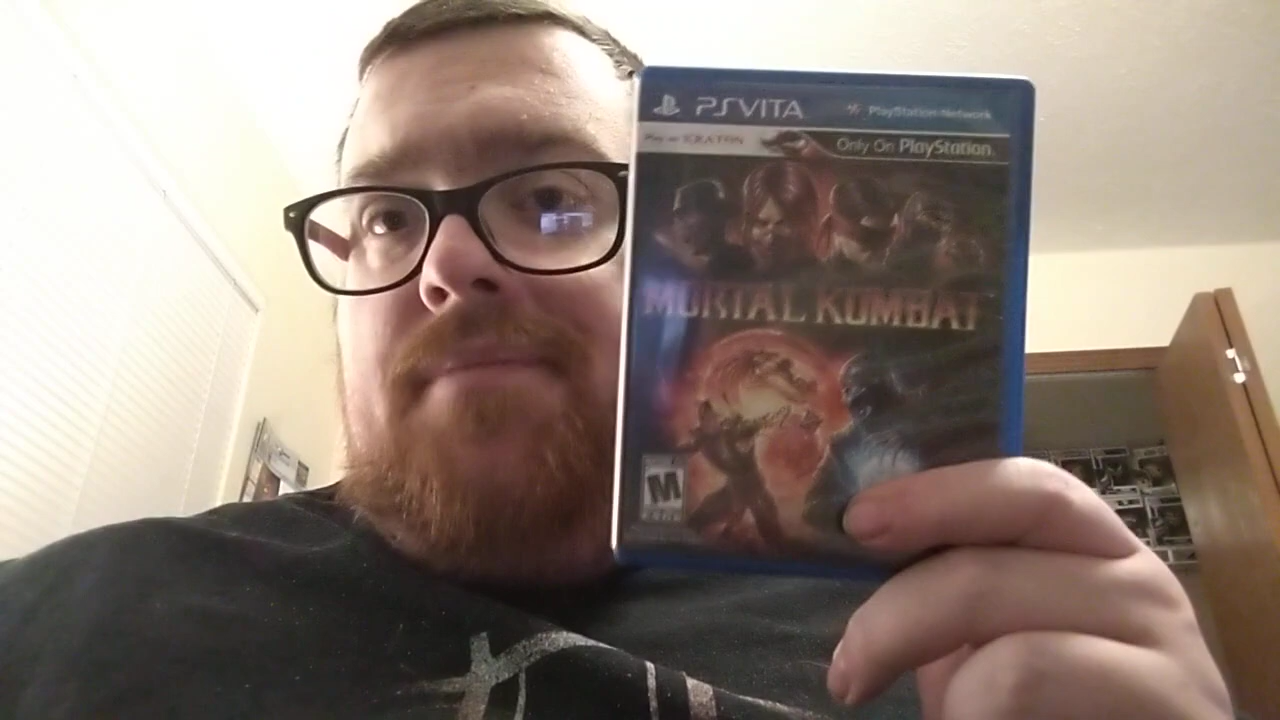 PSVITA
PlayStation Network
Only On PlayStation.
MORTAL KOMBAT
M